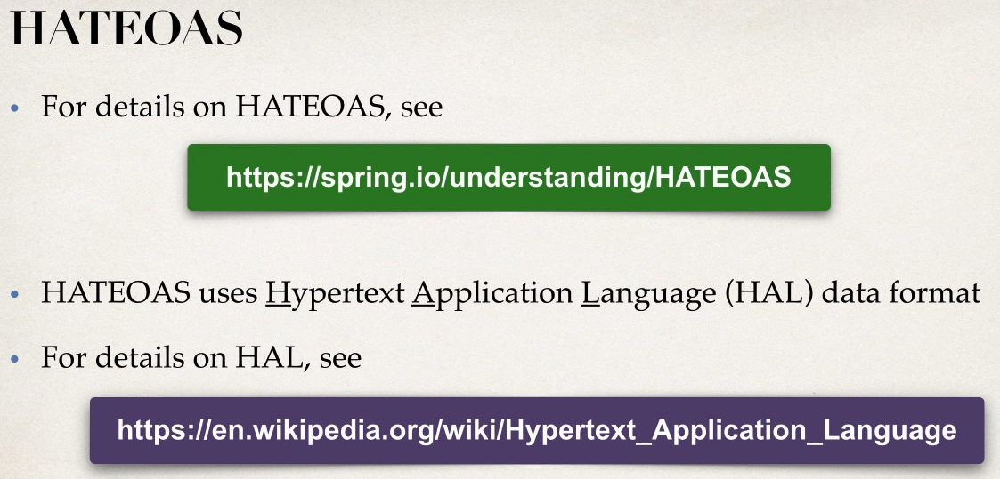 HATEOAS
• For details on HATEOAS, see
https://spring.io/understanding/HATEOAS
• HATEOAS uses Hypertext Application Language (HAL) data format
• For details on HAL, see
https://en.wikipedia.org/wiki/Hypertext_Application_Language